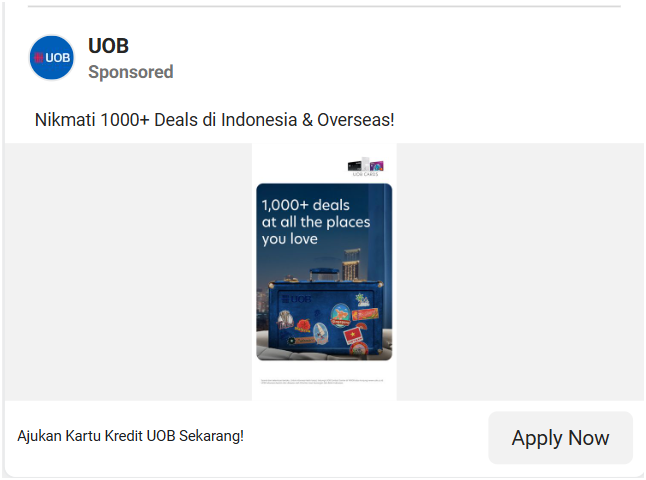 UOB
UOB
Sponsored
Nikmati 1000+ Deals di Indonesia & Overseas!
UOB CARDS
1,000+ deals
at all the places
you love
UOB
Ajukan Kartu Kredit UOB Sekarang!
Apply Now